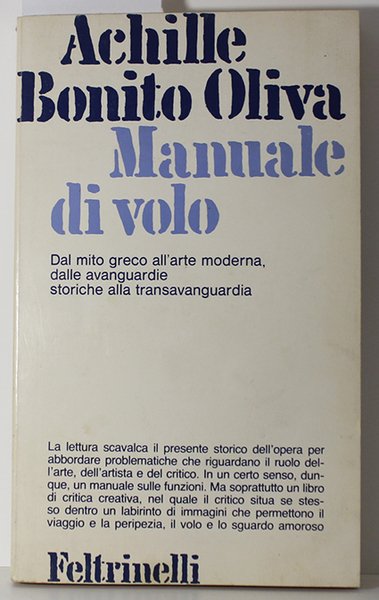 Achille
Bonito Oliva
Manuale
di volo
Dal mito greco all'arte moderna,
dalle avanguardie
storiche alla transavanguardia
La lettura scavalca il presente storico dell'opera per
abbordare problematiche che riguardano il ruolo del-
l'arte, dell'artista e del critico. In un certo senso, dun-
que, un manuale sulle funzioni. Ma soprattutto un libro
di critica creativa, nel quale il critico situa se stes-
so dentro un labirinto di immagini che permettono il
viaggio e la peripezia, il volo e lo sguardo amoroso
Feltrinelli